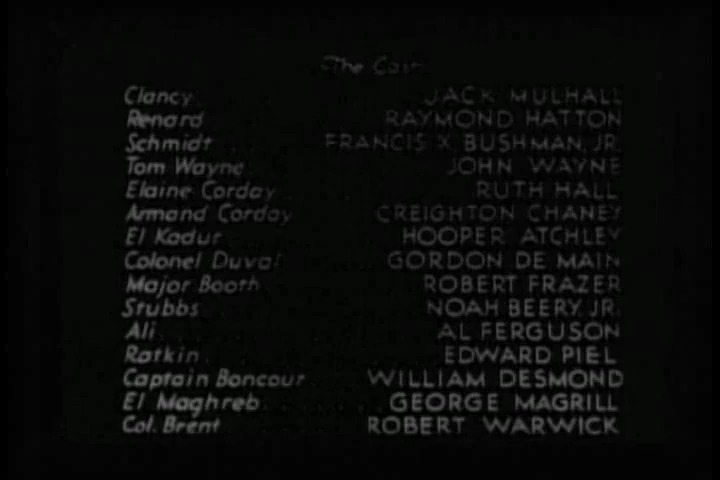 The Cast
Clancy JACK MULHALL
Renard RAYMOND HATTON
Schmidt FRANCIS X. BUSHMAN, JR.
Tom Wayne JOHN WAYNE
Elaine Corday RUTH HALL
Armand Corday CREIGHTON CHANEY
El Kadur HOOPER ATCHLEY
Colonel Duval GORDON DE MAIN
Major Booth ROBERT FRAZER
Stubbs NOAH BEERY, JR.
Ali AL FERGUSON
Ratkin EDWARD PIEL
Captain Boncour WILLIAM DESMOND
El Maghreb GEORGE MAGRILL
Col. Brent ROBERT WARWICK